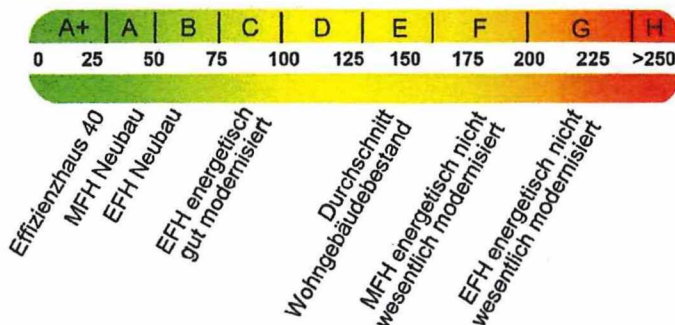 A+ A B C D E F G H
0 25 50 75 100 125 150 175 200 225 >250
Effizienzhaus 40
MFH Neubau
EFH Neubau
EFH energetisch
gut modernisiert
Durchschnitt
Wohngebäudebestand
MFH energetisch nicht
wesentlich modernisiert
EFH energetisch nicht
wesentlich modernisiert